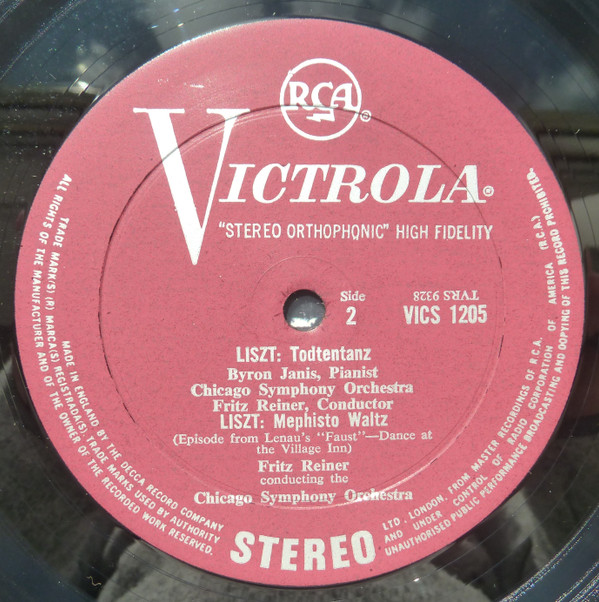 RCA®
VICTROLA®
"STEREO ORTHOPHONIC" HIGH FIDELITY
Side
2
TVRS 9328
VICS 1205
LISZT: Todtentanz
Byron Janis, Pianist
Chicago Symphony Orchestra
Fritz Reiner, Conductor
LISZT: Mephisto Waltz
(Episode from Lenau's "Faust"—Dance at
the Village Inn)
Fritz Reiner
conducting the
Chicago Symphony Orchestra
STEREO
TRADE MARK(S) (R) MARCA(S) REGISTRADA(S) TRADE MARKS USED BY AUTHORITY
ALL RIGHTS OF THE MANUFACTURER AND OF THE OWNER OF THE RECORDED WORK RESERVED.
MADE IN ENGLAND BY THE DECCA RECORD COMPANY
LTD., LONDON, FROM MASTER RECORDINGS OF R.C.A.
AND UNDER CONTROL OF RADIO CORPORATION OF AMERICA (R.C.A.)
UNAUTHORISED PUBLIC PERFORMANCE BROADCASTING AND COPYING OF THIS RECORD PROHIBITED.